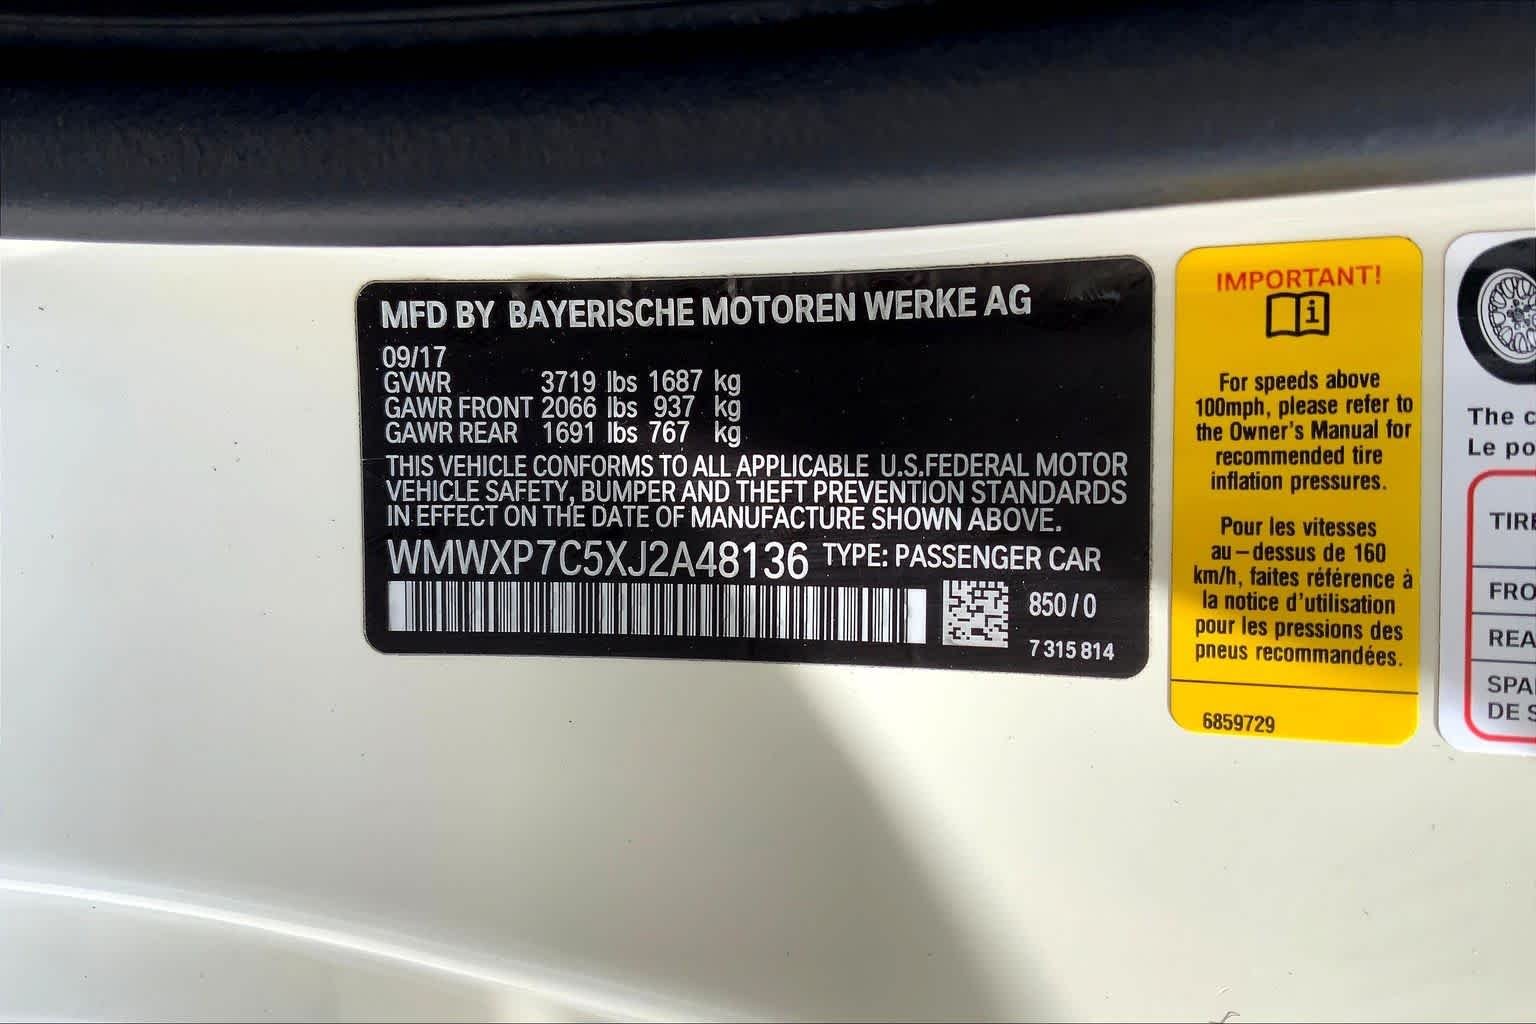 MFD BY BAYERISCHE MOTOREN WERKE AG
09/17
GVWR 3719 lbs 1687 kg
GAWR FRONT 2066 lbs 937 kg
GAWR REAR 1691 lbs 767 kg
THIS VEHICLE CONFORMS TO ALL APPLICABLE U.S.FEDERAL MOTOR
VEHICLE SAFETY, BUMPER AND THEFT PREVENTION STANDARDS
IN EFFECT ON THE DATE OF MANUFACTURE SHOWN ABOVE.
WMWXP7C5XJ2A48136 TYPE: PASSENGER CAR
850/0
7 315 814
IMPORTANT!
i
For speeds above
100mph, please refer to
the Owner's Manual for
recommended tire
inflation pressures.
Pour les vitesses
au-dessus de 160
km/h, faites référence à
la notice d'utilisation
pour les pressions des
pneus recommandées.
6859729
The
Le
TIRE
DE